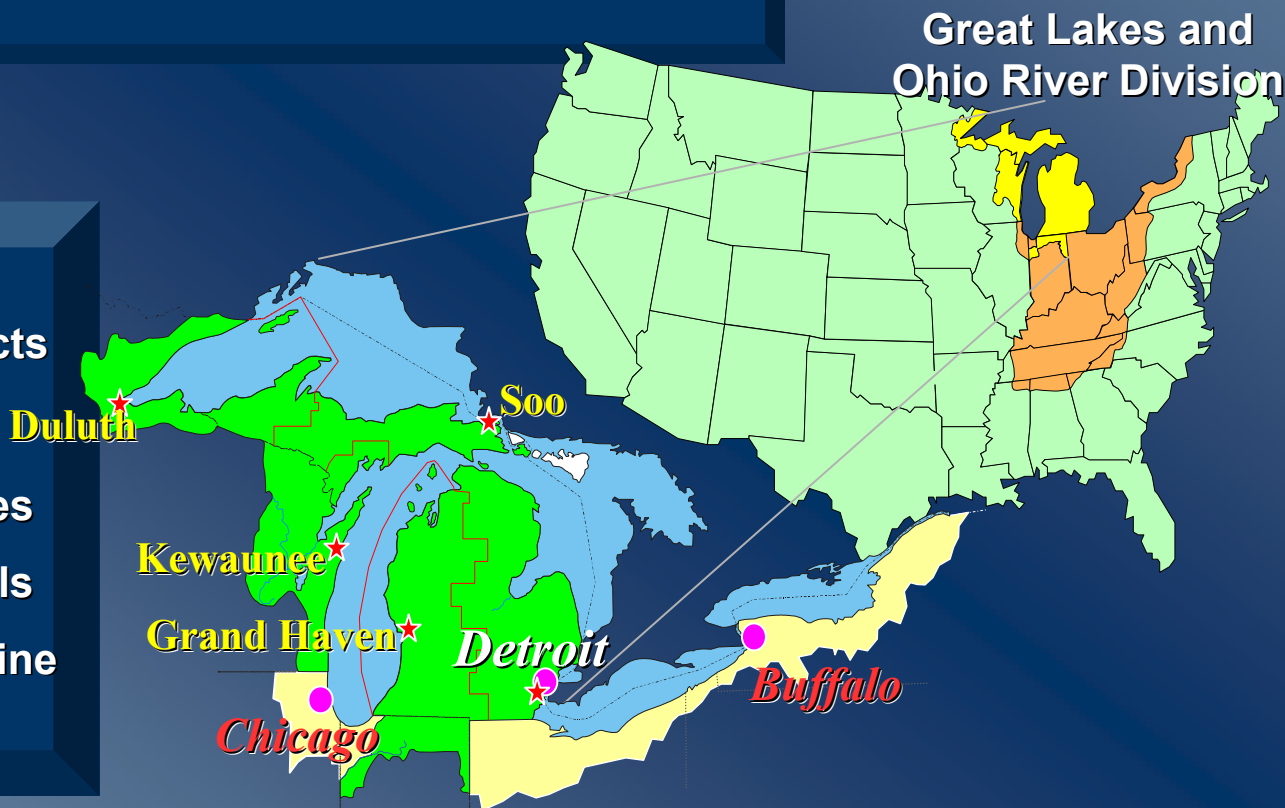 Great Lakes and
Ohio River Division
cts
Soo
Duluth
es
Kewaunee
ls
Grand Haven
Detroit
ine
Buffalo
Chicago